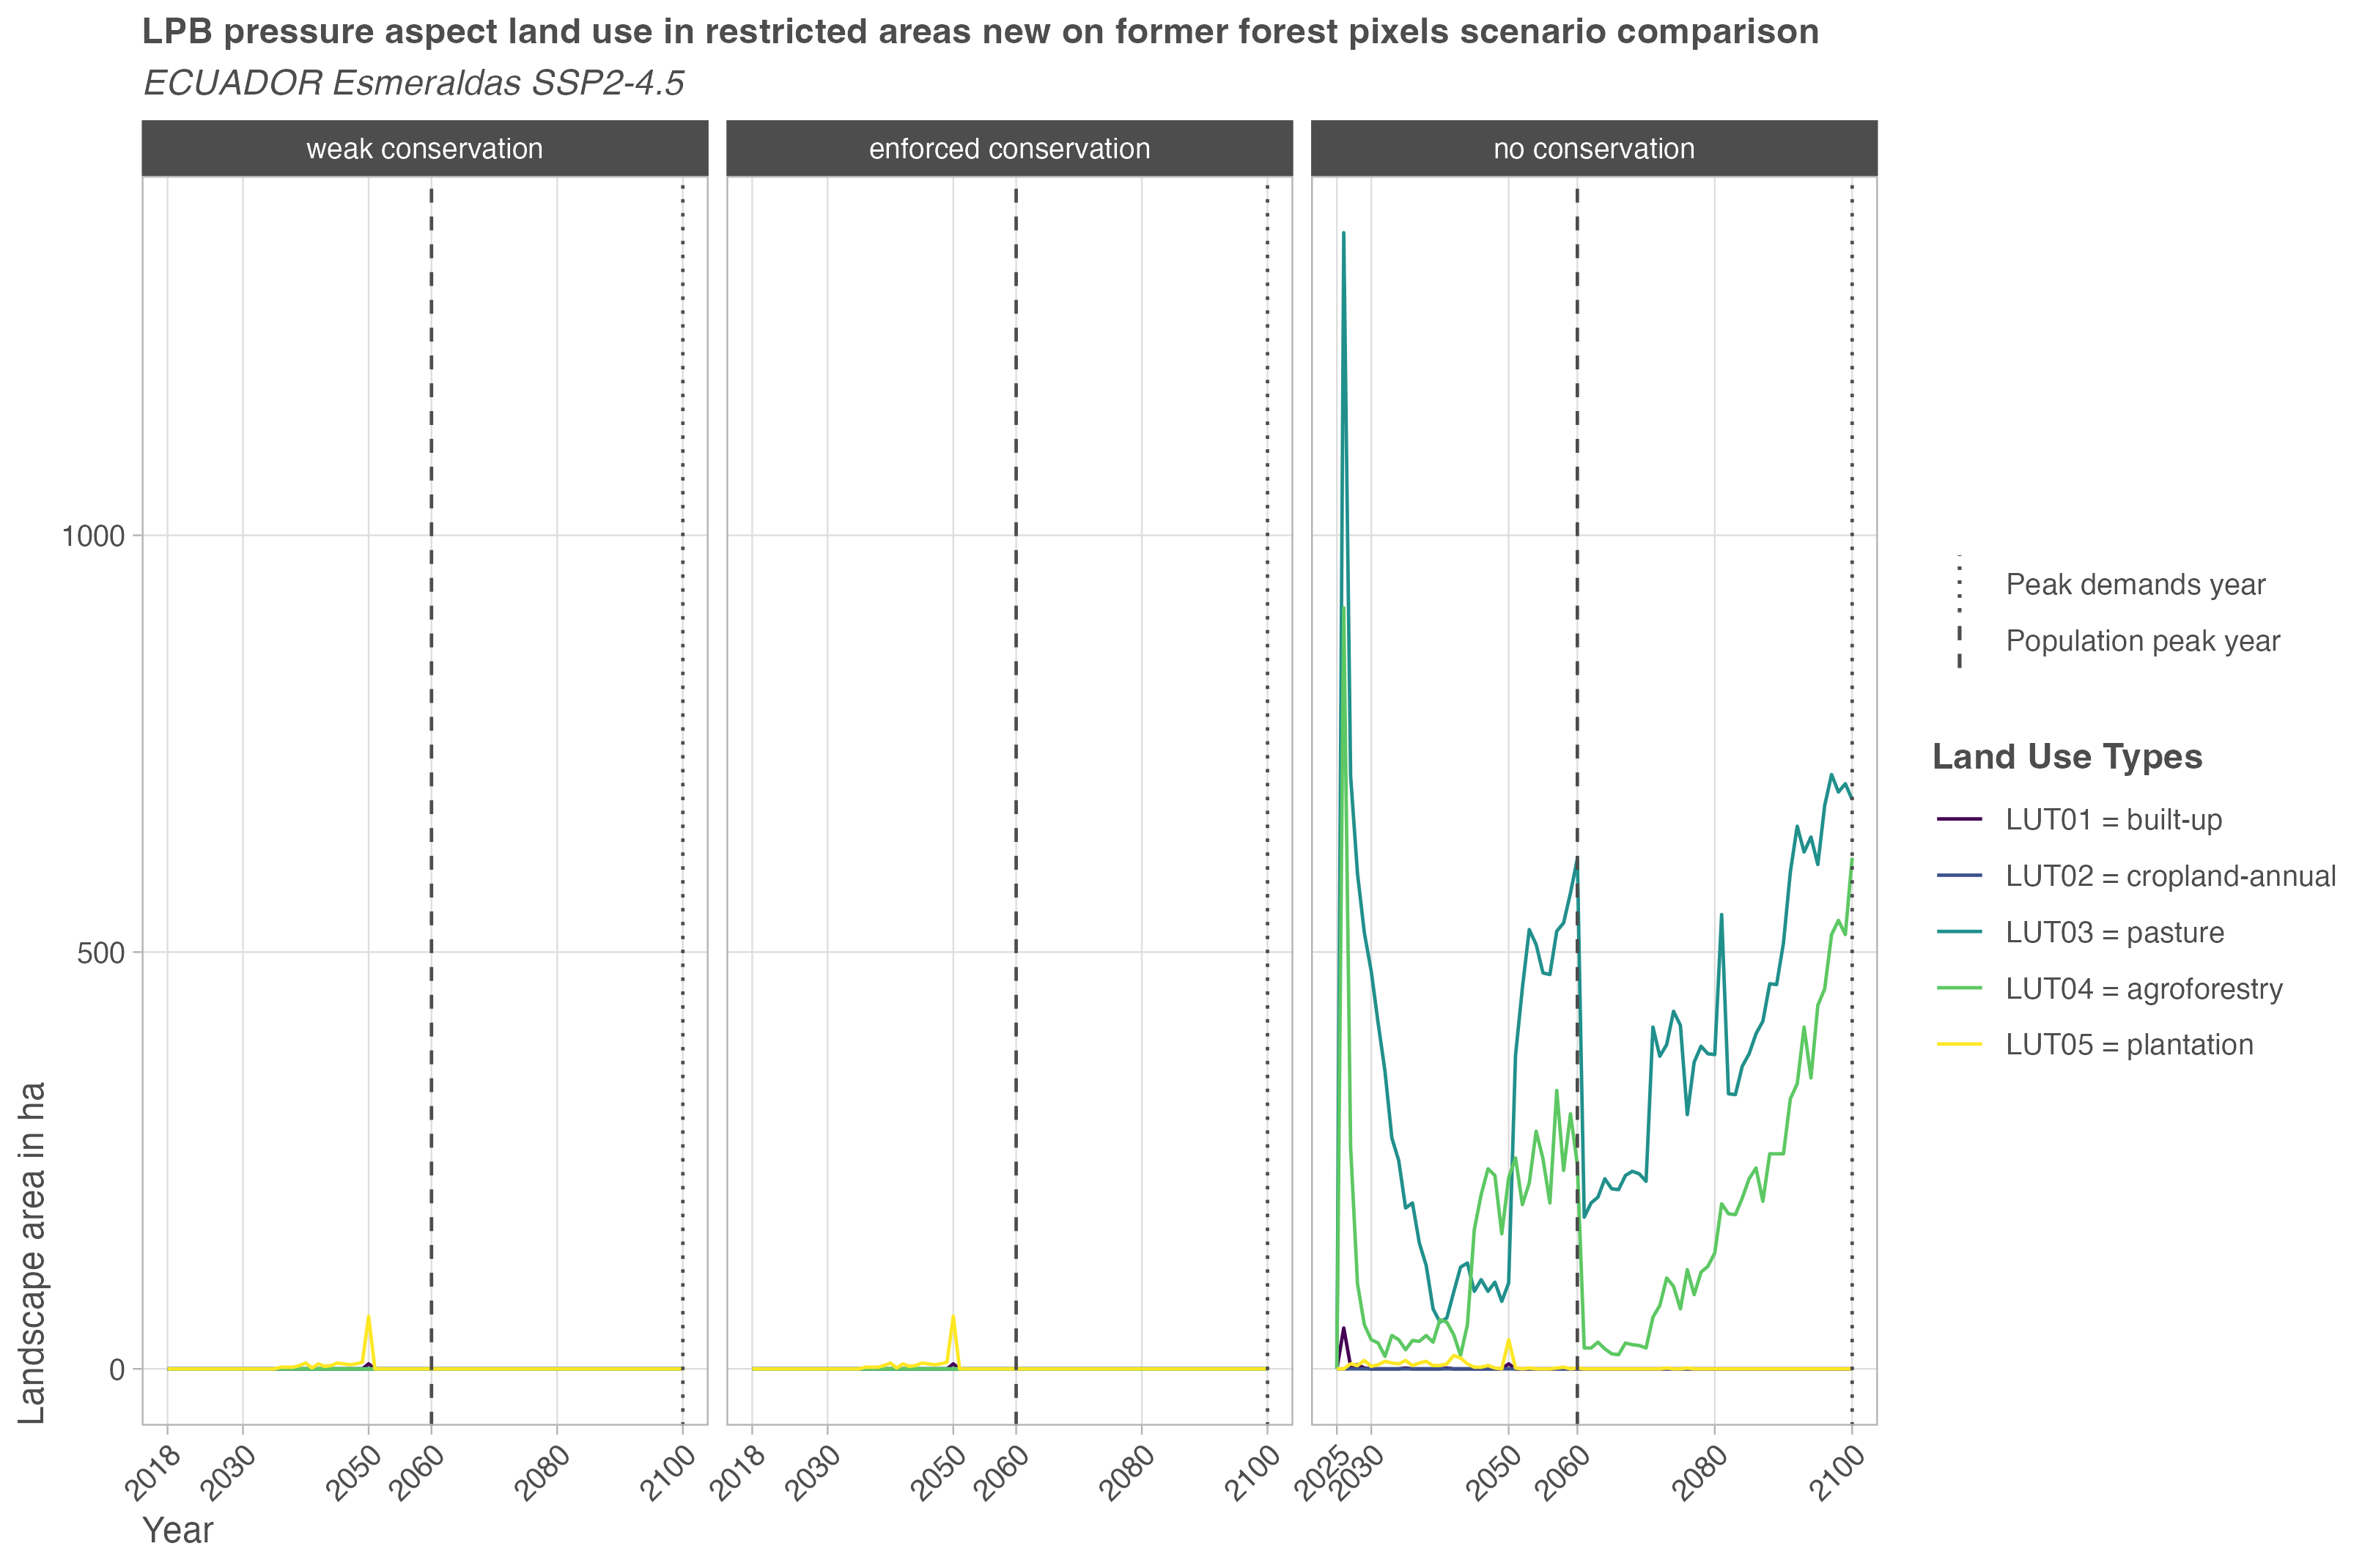 LPB pressure aspect land use in restricted areas new on former forest pixels scenario comparison
ECUADOR Esmeraldas SSP2-4.5
weak conservation
enforced conservation
no conservation
1000
500
0
Landscape area in ha
2018
2030
2050
2060
2080
2100
2018
2030
2050
2060
2080
2100
2025
2030
2050
2060
2080
2100
Year
Peak demands year
Population peak year
Land Use Types
LUT01 = built-up
LUT02 = cropland-annual
LUT03 = pasture
LUT04 = agroforestry
LUT05 = plantation